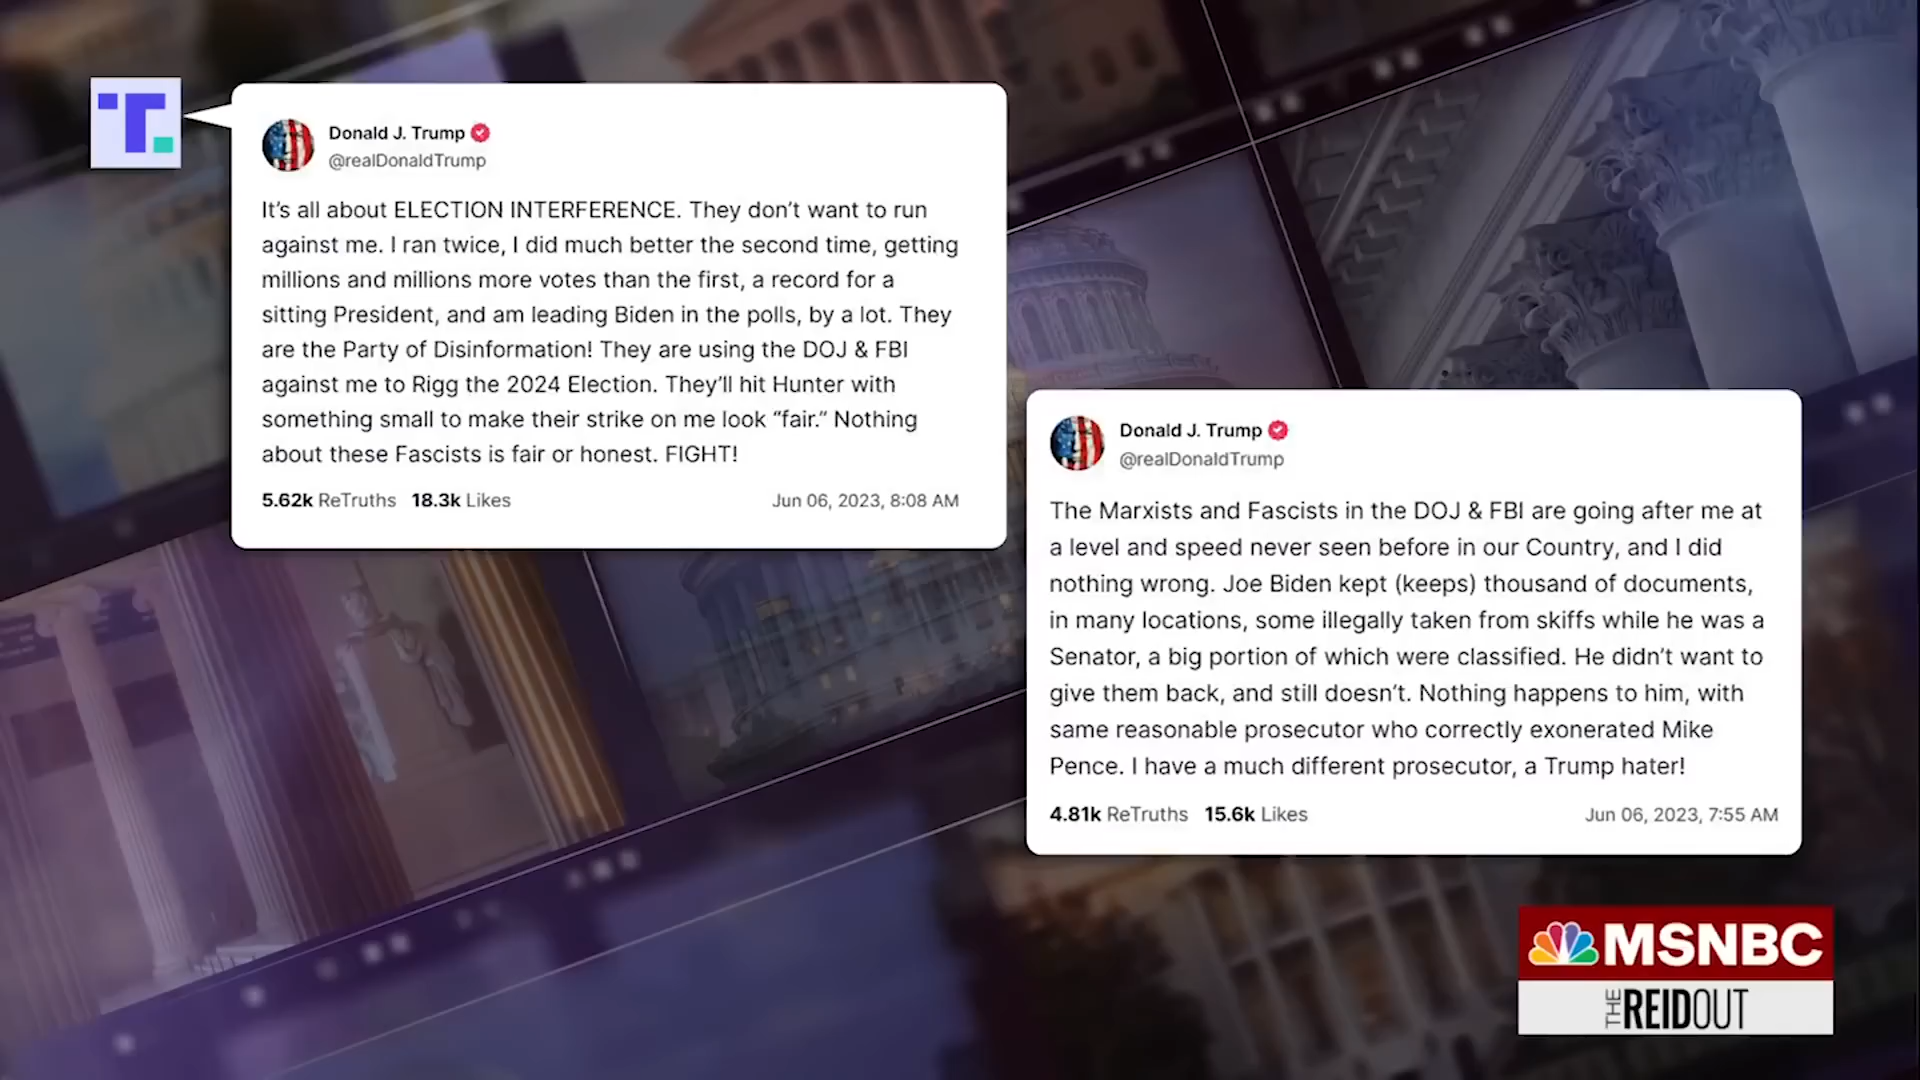 Donald J. Trump
@realDonaldTrump
It's all about ELECTION INTERFERENCE. They don't want to run
against me. I ran twice, I did much better the second time, getting
millions and millions more votes than the first, a record for a
sitting President, and am leading Biden in the polls, by a lot. They
are the Party of Disinformation! They are using the DOJ & FBI
against me to Rigg the 2024 Election. They'll hit Hunter with
something small to make their strike on me look “fair.” Nothing
about these Fascists is fair or honest. FIGHT!
5.62k ReTruths 18.3k Likes Jun 06, 2023, 8:08 AM
Donald J. Trump
@realDonaldTrump
The Marxists and Fascists in the DOJ & FBI are going after me at
a level and speed never seen before in our Country, and I did
nothing wrong. Joe Biden kept (keeps) thousand of documents,
in many locations, some illegally taken from skiffs while he was a
Senator, a big portion of which were classified. He didn't want to
give them back, and still doesn't. Nothing happens to him, with
same reasonable prosecutor who correctly exonerated Mike
Pence. I have a much different prosecutor, a Trump hater!
4.81k ReTruths 15.6k Likes Jun 06, 2023, 7:55 AM
MSNBC
THE REIDOUT